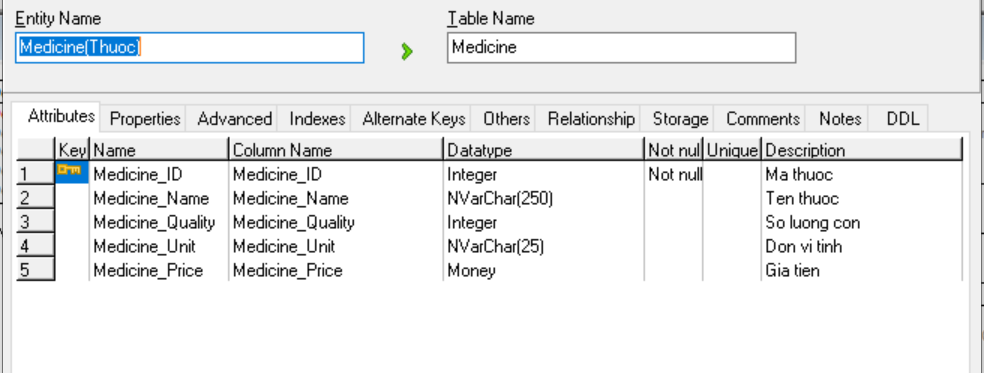 Entity Name Table Name
Medicine(Thuoc) Medicine
Attributes Properties Advanced Indexes Alternate Keys Others Relationship Storage Comments Notes DDL
Key Name Column Name Datatype Not nul Unique Description
1 Medicine_ID Medicine_ID Integer Not null Ma thuoc
2 Medicine_Name Medicine_Name NVarChar(250) Ten thuoc
3 Medicine_Quality Medicine_Quality Integer So luong con
4 Medicine_Unit Medicine_Unit NVarChar(25) Don vi tinh
5 Medicine_Price Medicine_Price Money Gia tien